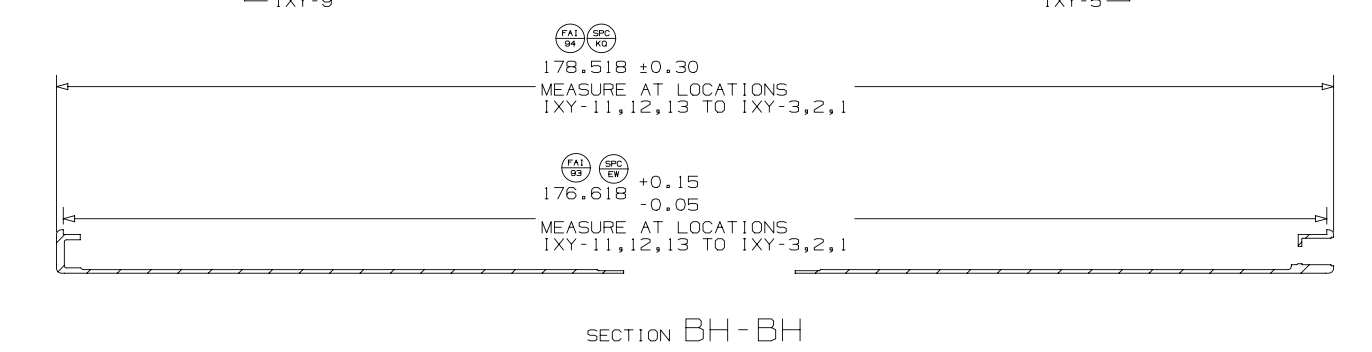 IXY-9 IXY-5
FAI 94 SPC KQ
178.518 ±0.30
MEASURE AT LOCATIONS
IXY-11,12,13 TO IXY-3,2,1
FAI 93 SPC EW
176.618 +0.15
-0.05
MEASURE AT LOCATIONS
IXY-11,12,13 TO IXY-3,2,1
SECTION BH-BH